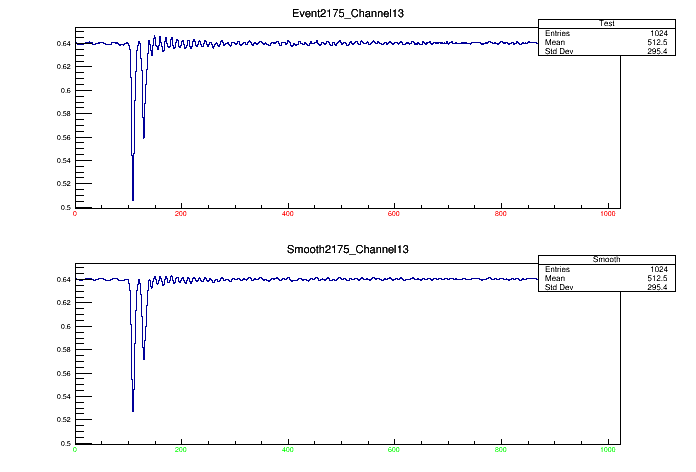 Event2175_Channel13
Test
Entries 1024
Mean 512.5
Std Dev 295.4
0.64
0.62
0.6
0.58
0.56
0.54
0.52
0.5
0 200 400 600 800 1000
Smooth2175_Channel13
Smooth
Entries 1024
Mean 512.5
Std Dev 295.4
0.64
0.62
0.6
0.58
0.56
0.54
0.52
0.5
0 200 400 600 800 1000